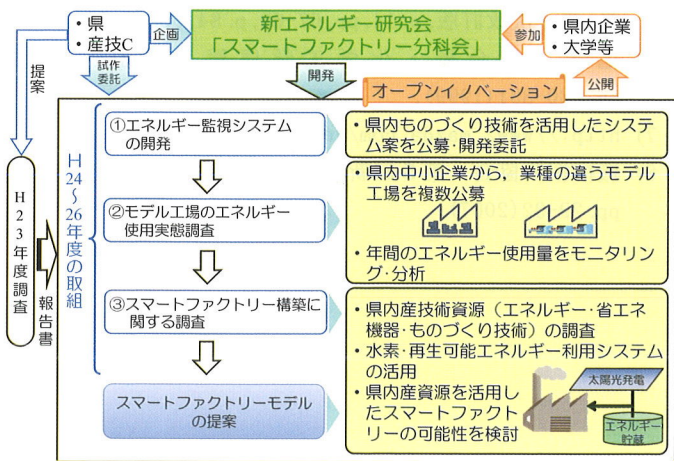 ・県
・産技C
企画
新エネルギー研究会
「スマートファクトリー分科会」
参加
・県内企業
・大学等
試作
委託
開発
公開
提案
オープンイノベーション
H24～26年度の取組
H23年度調査
報告書
①エネルギー監視システム
の開発
・県内ものづくり技術を活用したシステ
ム案を公募・開発委託
②モデル工場のエネルギー
使用実態調査
・県内中小企業から，業種の違うモデル
工場を複数公募
・年間のエネルギー使用量をモニタリン
グ・分析
③スマートファクトリー構築に
関する調査
・県内産技術資源（エネルギー・省エネ
機器・ものづくり技術）の調査
・水素・再生可能エネルギー利用システム
の活用
・県内産資源を活用し
たスマートファクト
リーの可能性を検討
太陽光発電
エネルギー
貯蔵
スマートファクトリーモデル
の提案